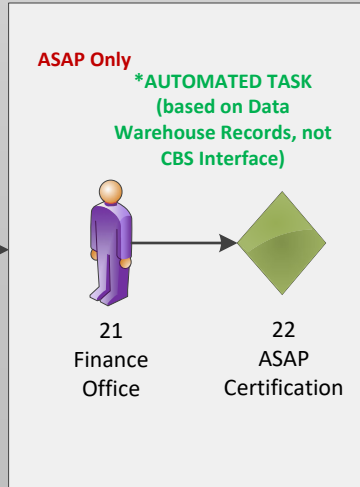 ASAP Only
*AUTOMATED TASK
(based on Data
Warehouse Records, not
CBS Interface)
21
Finance
Office
22
ASAP
Certification